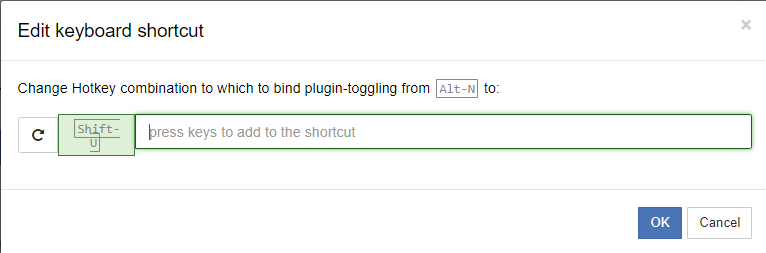 Edit keyboard shortcut
×
Change Hotkey combination to which to bind plugin-toggling from Alt-N to:
Shift-
U
press keys to add to the shortcut
OK Cancel